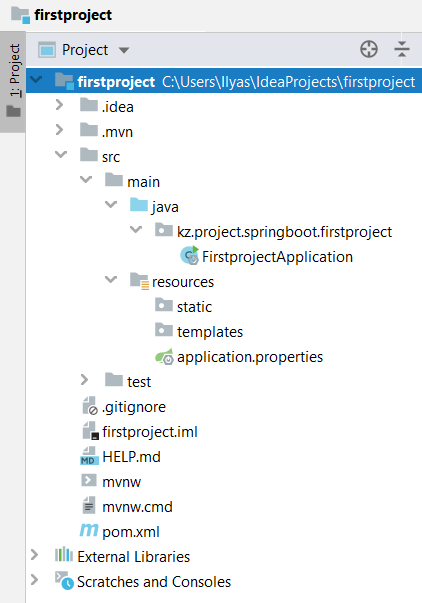 firstproject
1: Project
Project
firstproject C:\Users\Ilyas\IdeaProjects\firstproject
.idea
.mvn
src
main
java
kz.project.springboot.firstproject
FirstprojectApplication
resources
static
templates
application.properties
test
.gitignore
firstproject.iml
HELP.md
mvnw
mvnw.cmd
pom.xml
External Libraries
Scratches and Consoles